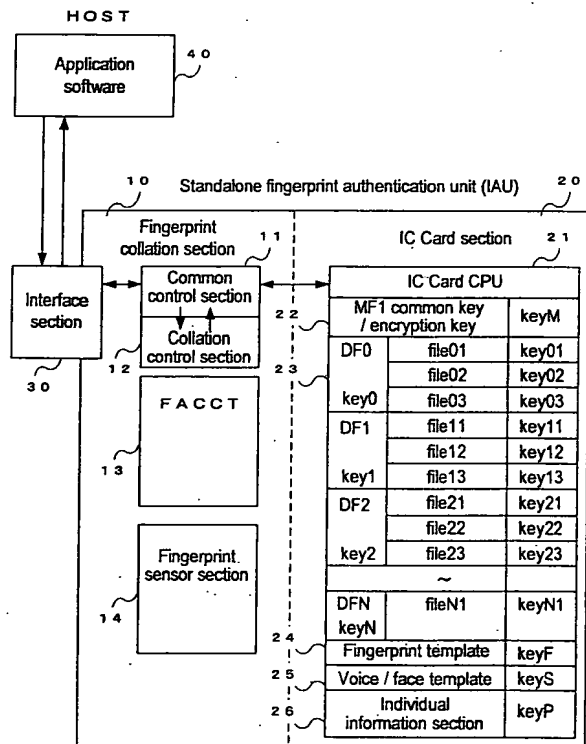 HOST
Application
software
40
10
Standalone fingerprint authentication unit (IAU)
20
Fingerprint
collation section
11
IC Card section
21
Interface
section
30
Common
control section
Collation
control section
12
FACCT
13
Fingerprint
sensor section
14
IC Card CPU
22
MF1 common key
/ encryption key
keyM
23
DF0
file01
key01
file02
key02
key0
file03
key03
DF1
file11
key11
file12
key12
key1
file13
key13
DF2
file21
key21
file22
key22
key2
file23
key23
~
DFN
fileN1
keyN1
keyN
24
Fingerprint template
keyF
25
Voice / face template
keyS
26
Individual
information section
keyP